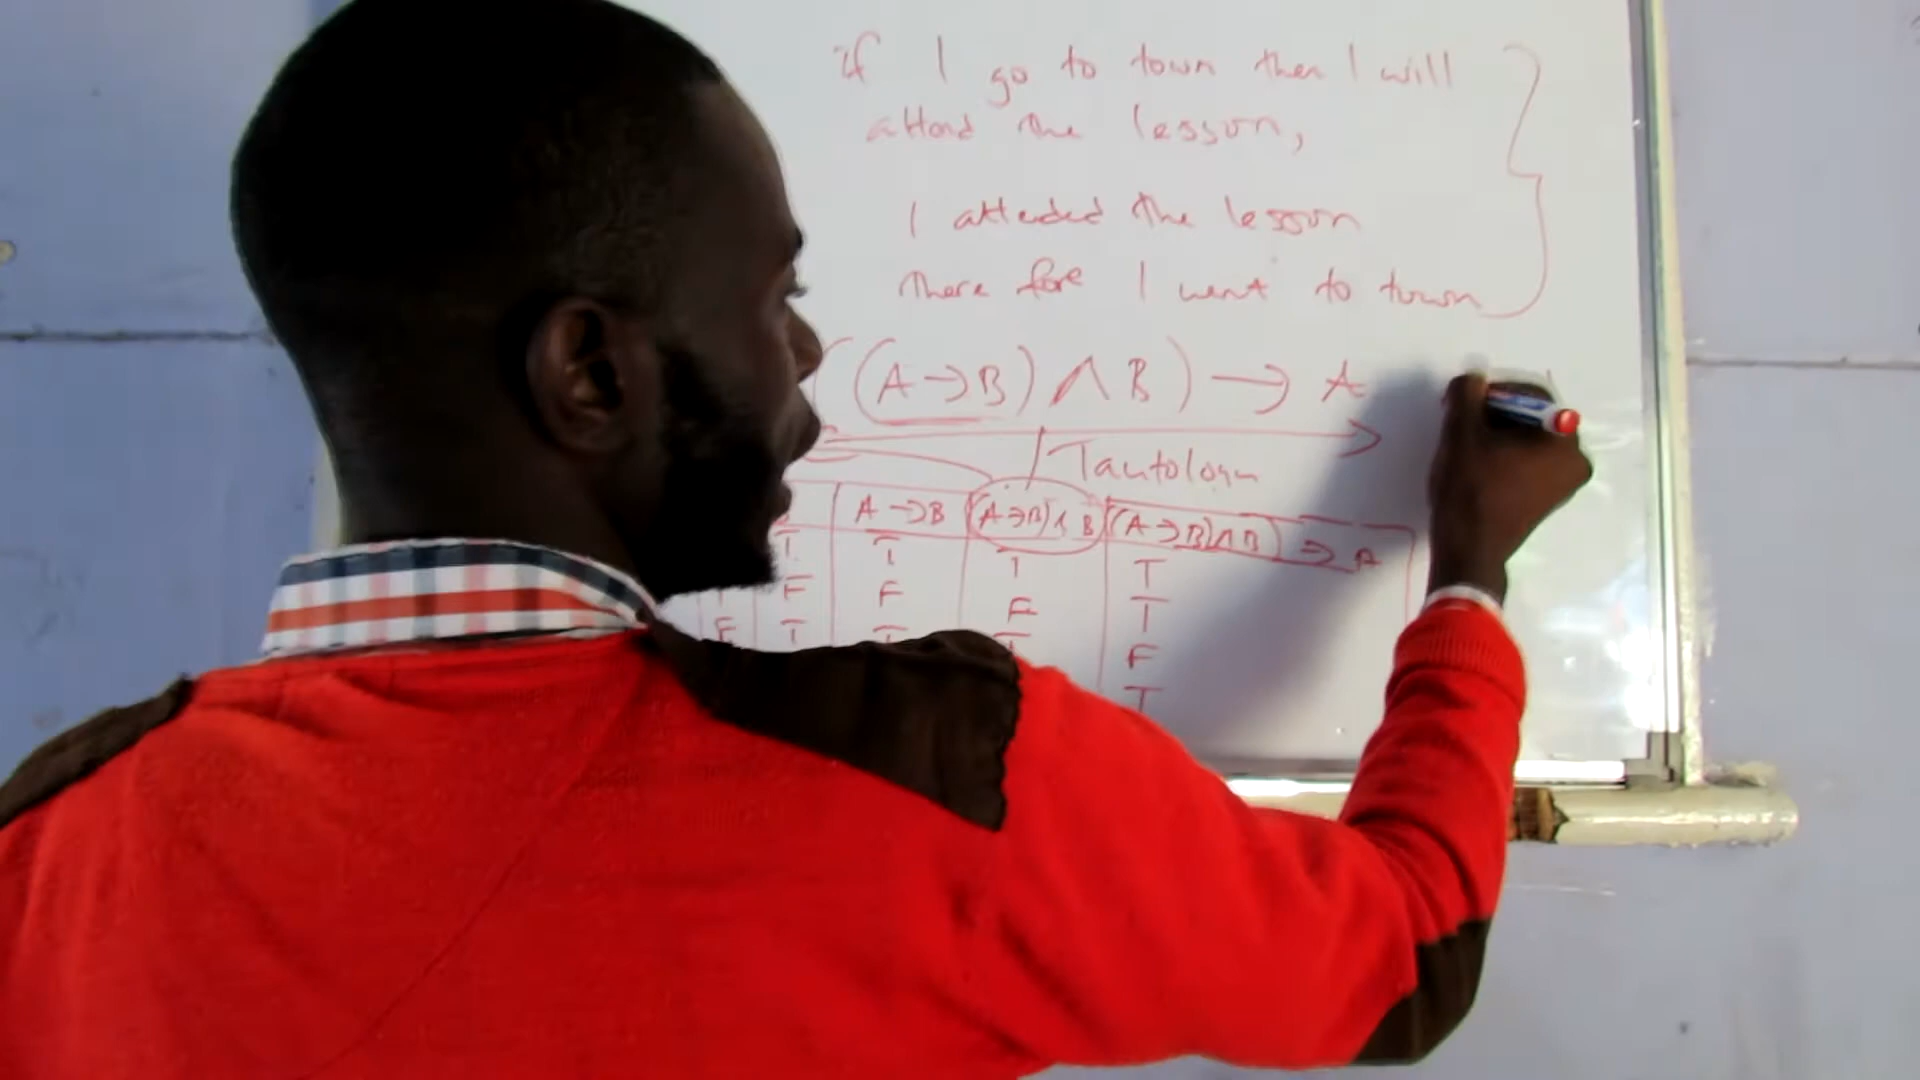 if I go to town then I will
attend the lesson,
I attended the lesson
There fore I went to town
((A → B) ∧ B) → A
Tautology
A → B (A → B) ∧ B (A → B) ∧ B) → A
T T T T
F F F T
F T T T F
T